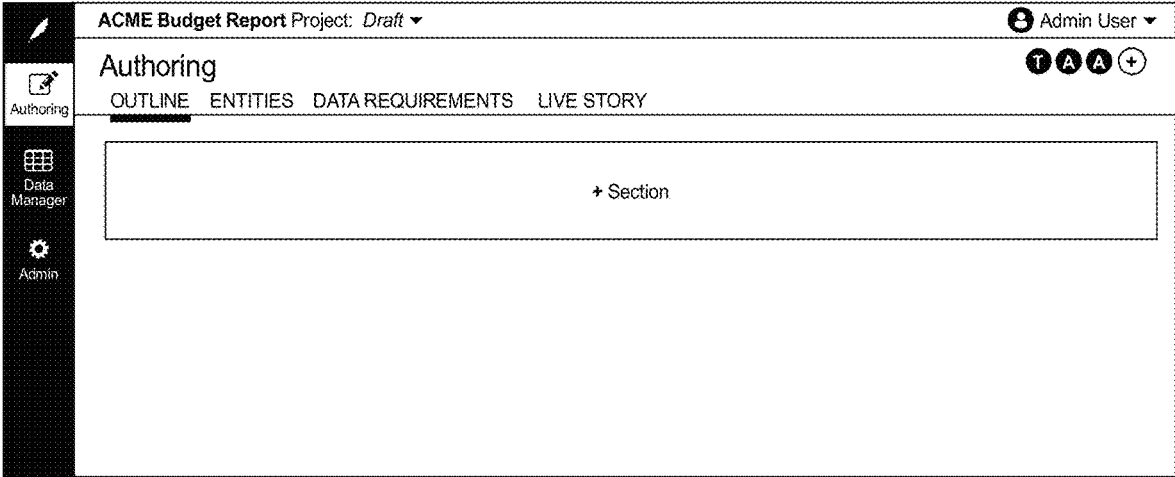 ACME Budget Report Project: Draft
Admin User
Authoring
T A A +
OUTLINE ENTITIES DATA REQUIREMENTS LIVE STORY
+ Section
Authoring
Data
Manager
Admin